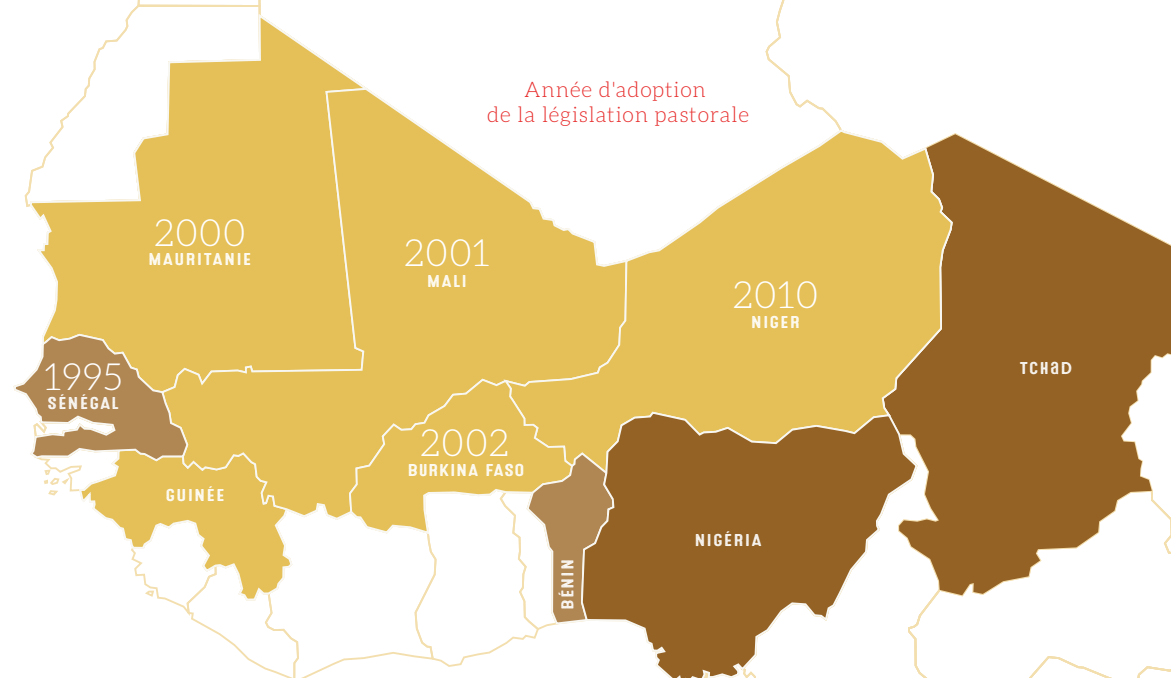 Année d'adoption
de la législation pastorale
2000
MAURITANIE
2001
MALI
2010
NIGER
TCHaD
1995
SÉNÉGAL
2002
BURKINA FASO
GUINÉE
NIGÉRIA
BÉNIN